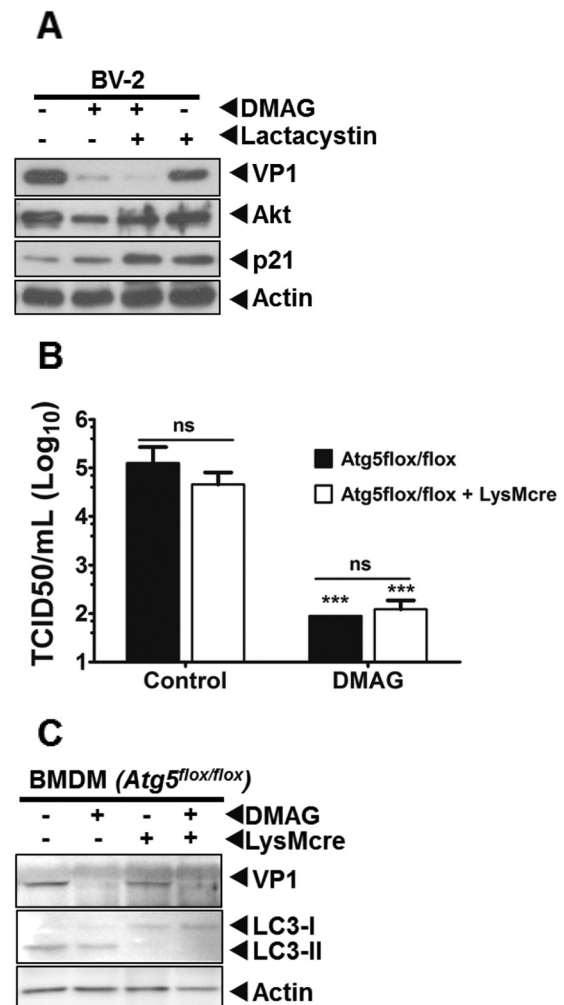 A
BV-2
- + + - ◀DMAG
- - + + ◀Lactacystin
◀VP1
◀Akt
◀p21
◀Actin
B
TCID50/mL (Log10)
6
5
4
3
2
1
ns
ns
*** ***
Atg5flox/flox
Atg5flox/flox + LysMcre
Control DMAG
C
BMDM (Atg5flox/flox)
- + - + ◀DMAG
- - + + ◀LysMcre
◀VP1
◀LC3-I
◀LC3-II
◀Actin